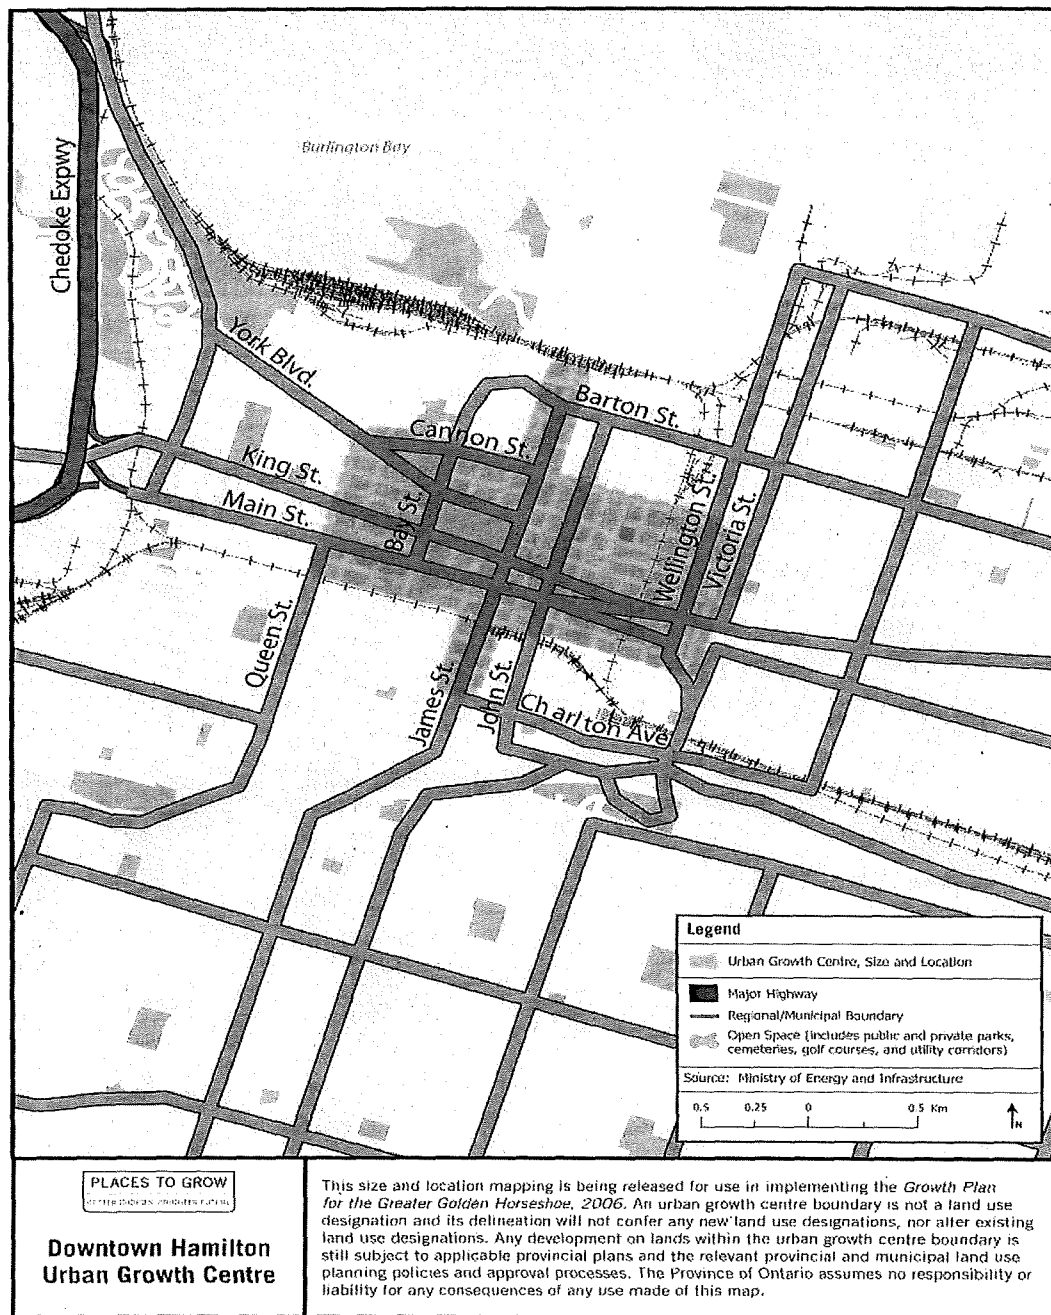 Burlington Bay
Chedoke Expwy
York Blvd.
Barton St.
Cannon St.
King St.
Main St.
Bay St.
Wellington St.
Victoria St.
Queen St.
James St.
John St.
Charlton Ave
Legend
Urban Growth Centre, Size and Location
Major Highway
Regional/Municipal Boundary
Open Space (includes public and private parks,
cemeteries, golf courses, and utility corridors)
Source: Ministry of Energy and Infrastructure
0.5 0.25 0 0.5 Km
N
PLACES TO GROW
Downtown Hamilton
Urban Growth Centre
This size and location mapping is being released for use in implementing the Growth Plan
for the Greater Golden Horseshoe, 2006. An urban growth centre boundary is not a land use
designation and its delineation will not confer any new land use designations, nor alter existing
land use designations. Any development on lands within the urban growth centre boundary is
still subject to applicable provincial plans and the relevant provincial and municipal land use
planning policies and approval processes. The Province of Ontario assumes no responsibility or
liability for any consequences of any use made of this map.